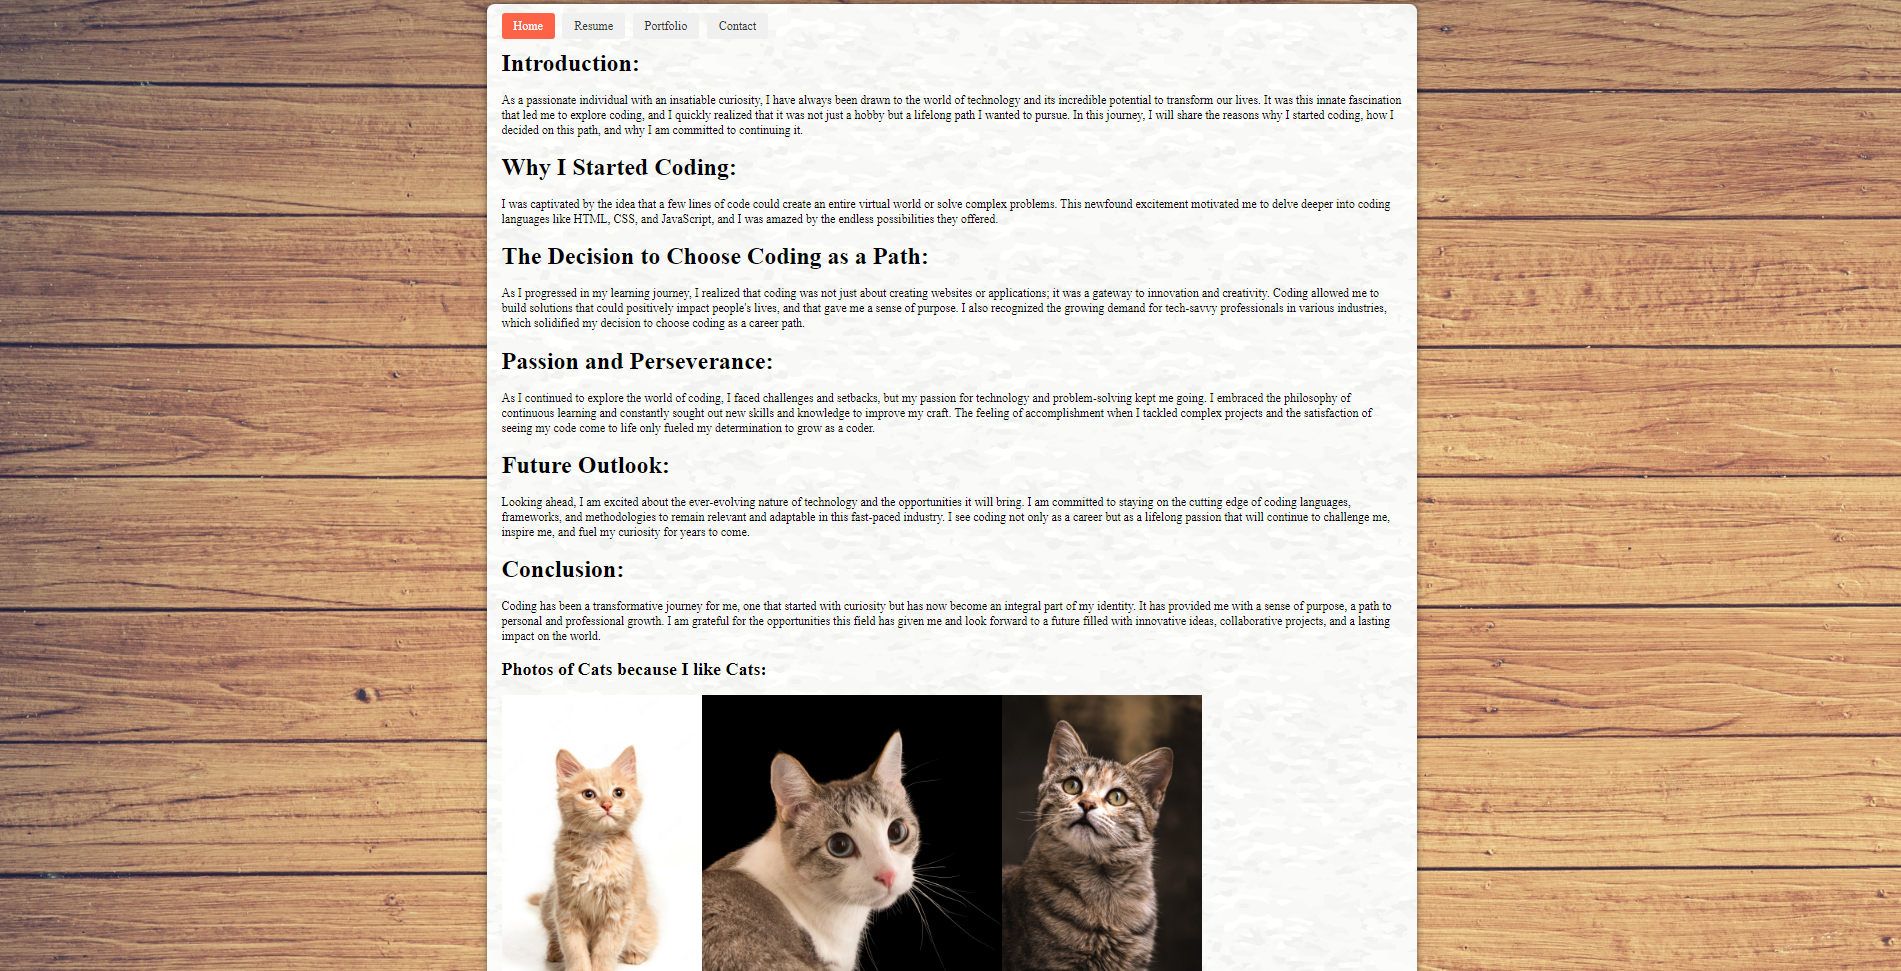 Home Resume Portfolio Contact
Introduction:
As a passionate individual with an insatiable curiosity, I have always been drawn to the world of technology and its incredible potential to transform our lives. It was this innate fascination
that led me to explore coding, and I quickly realized that it was not just a hobby but a lifelong path I wanted to pursue. In this journey, I will share the reasons why I started coding, how I
decided on this path, and why I am committed to continuing it.
Why I Started Coding:
I was captivated by the idea that a few lines of code could create an entire virtual world or solve complex problems. This newfound excitement motivated me to delve deeper into coding
languages like HTML, CSS, and JavaScript, and I was amazed by the endless possibilities they offered.
The Decision to Choose Coding as a Path:
As I progressed in my learning journey, I realized that coding was not just about creating websites or applications; it was a gateway to innovation and creativity. Coding allowed me to
build solutions that could positively impact people's lives, and that gave me a sense of purpose. I also recognized the growing demand for tech-savvy professionals in various industries,
which solidified my decision to choose coding as a career path.
Passion and Perseverance:
As I continued to explore the world of coding, I faced challenges and setbacks, but my passion for technology and problem-solving kept me going. I embraced the philosophy of
continuous learning and constantly sought out new skills and knowledge to improve my craft. The feeling of accomplishment when I tackled complex projects and the satisfaction of
seeing my code come to life only fueled my determination to grow as a coder.
Future Outlook:
Looking ahead, I am excited about the ever-evolving nature of technology and the opportunities it will bring. I am committed to staying on the cutting edge of coding languages,
frameworks, and methodologies to remain relevant and adaptable in this fast-paced industry. I see coding not only as a career but as a lifelong passion that will continue to challenge me,
inspire me, and fuel my curiosity for years to come.
Conclusion:
Coding has been a transformative journey for me, one that started with curiosity but has now become an integral part of my identity. It has provided me with a sense of purpose, a path to
personal and professional growth. I am grateful for the opportunities this field has given me and look forward to a future filled with innovative ideas, collaborative projects, and a lasting
impact on the world.
Photos of Cats because I like Cats: